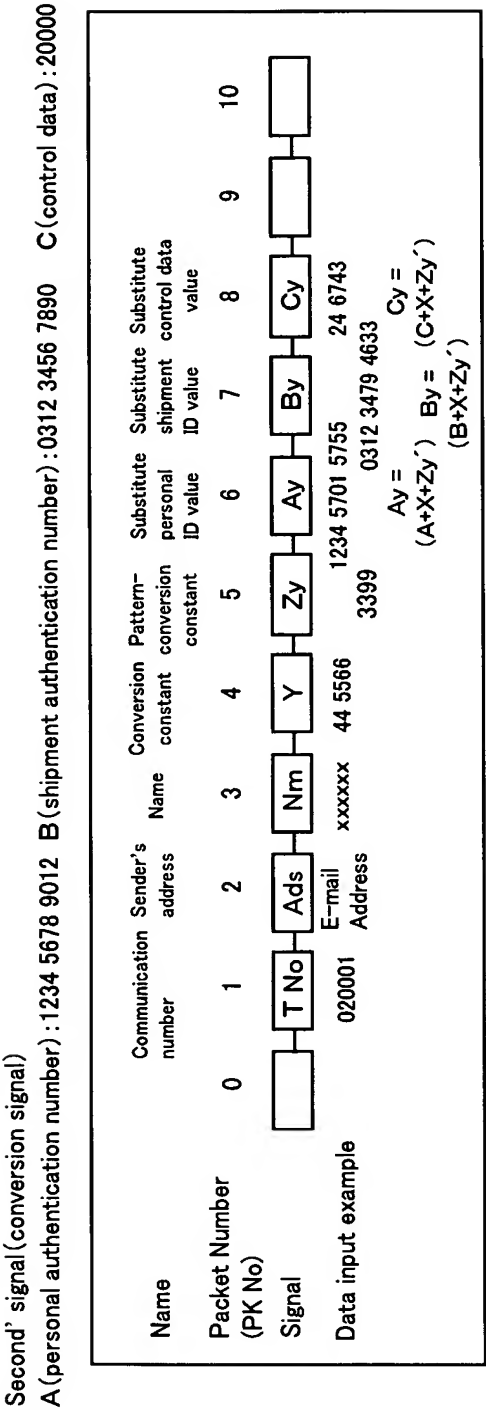 Second' signal(conversion signal)
A(personal authentication number):1234 5678 9012 B(shipment authentication number):0312 3456 7890 C(control data):20000
Name
Communication number
Sender's address
Name
Conversion constant
Pattern-conversion constant
Substitute personal ID value
Substitute shipment ID value
Substitute control data value
Packet Number (PK No)
0 1 2 3 4 5 6 7 8 9 10
Signal
T No Ads Nm Y Zy Ay By Cy
Data input example
020001
E-mail Address
xxxxxx
44 5566
3399
1234 5701 5755
0312 3479 4633
24 6743
Ay = (A+X+Zy´)
By = (B+X+Zy´)
Cy = (C+X+Zy´)